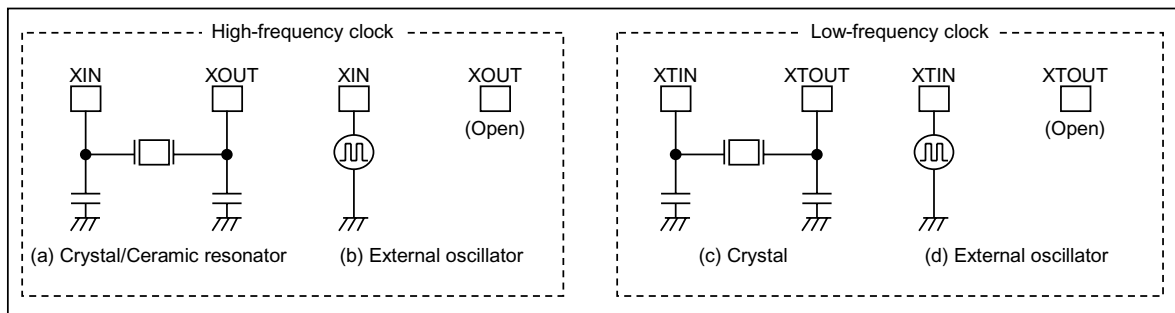 High-frequency clock
Low-frequency clock
XIN XOUT XIN XOUT
XTIN XTOUT XTIN XTOUT
(Open)
(Open)
(a) Crystal/Ceramic resonator (b) External oscillator
(c) Crystal (d) External oscillator